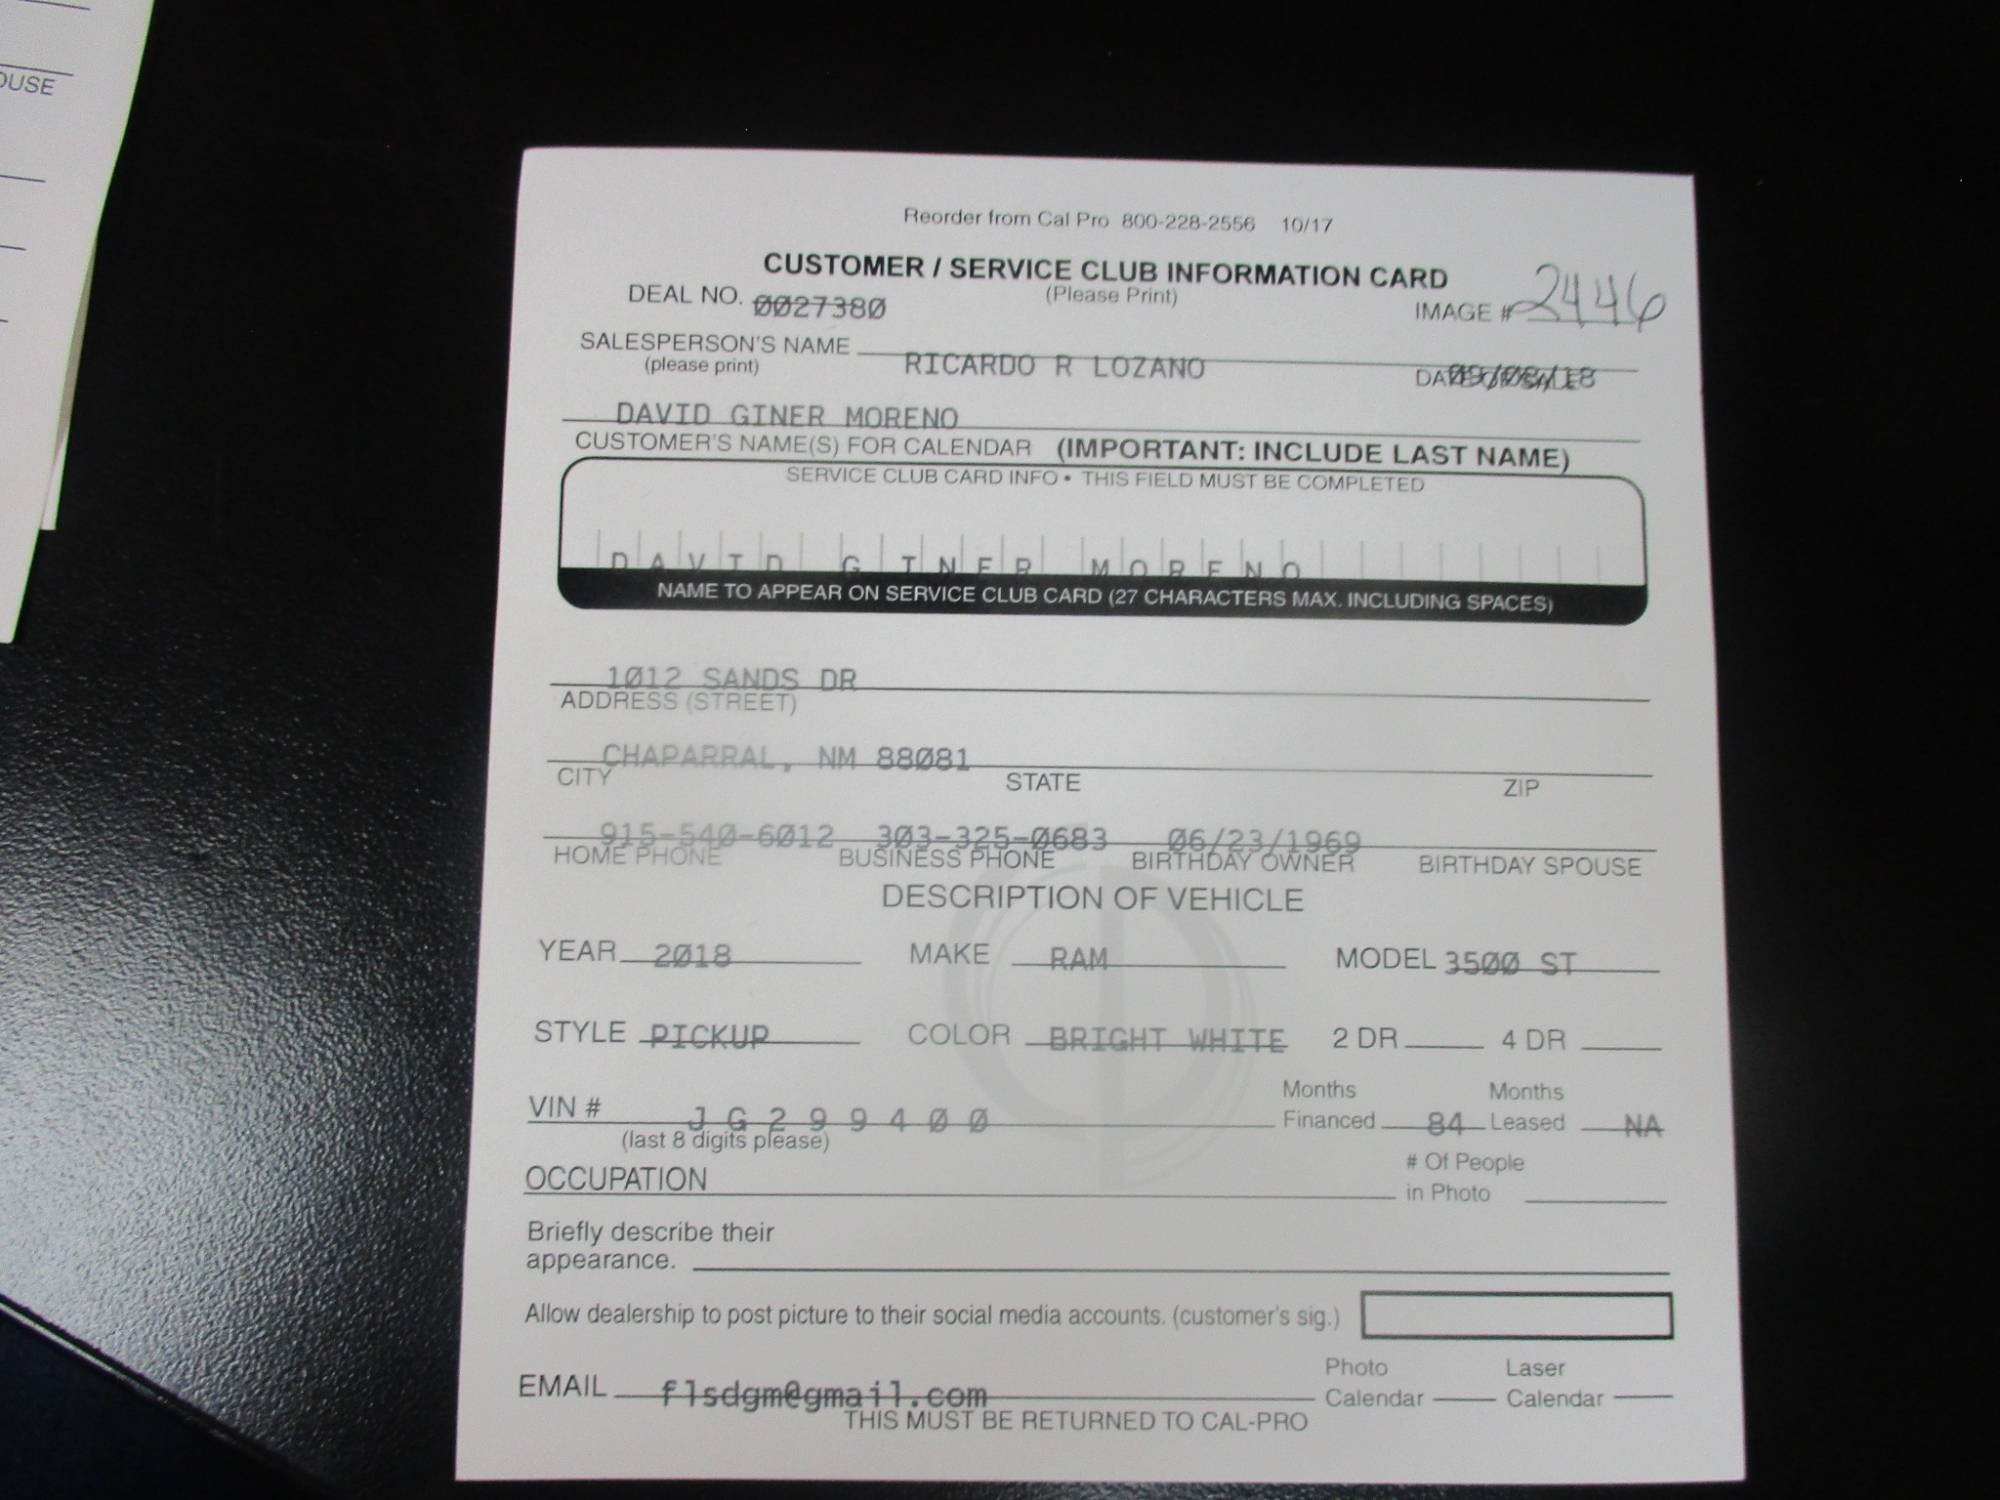 OUSE
Reorder from Cal Pro 800-228-2556 10/17
CUSTOMER / SERVICE CLUB INFORMATION CARD
DEAL NO. 0027380 (Please Print) IMAGE # 2446
SALESPERSON'S NAME RICARDO R LOZANO
(please print) 09/08/18
DAVID GINER MORENO
CUSTOMER'S NAME(S) FOR CALENDAR (IMPORTANT: INCLUDE LAST NAME)
SERVICE CLUB CARD INFO • THIS FIELD MUST BE COMPLETED
DAVID GINER MORENO
NAME TO APPEAR ON SERVICE CLUB CARD (27 CHARACTERS MAX. INCLUDING SPACES)
1012 SANDS DR
ADDRESS (STREET)
CHAPARRAL, NM 88081
CITY STATE ZIP
915-540-6012 303-325-0683 06/23/1969
HOME PHONE BUSINESS PHONE BIRTHDAY OWNER BIRTHDAY SPOUSE
DESCRIPTION OF VEHICLE
YEAR 2018 MAKE RAM MODEL 3500 ST
STYLE PICKUP COLOR BRIGHT WHITE 2 DR 4 DR
Months Months
VIN # JG299400 Financed 84 Leased NA
(last 8 digits please)
# Of People
OCCUPATION in Photo
Briefly describe their
appearance.
Allow dealership to post picture to their social media accounts. (customer's sig.)
Photo Laser
EMAIL flsdgm@gmail.com Calendar Calendar
THIS MUST BE RETURNED TO CAL-PRO